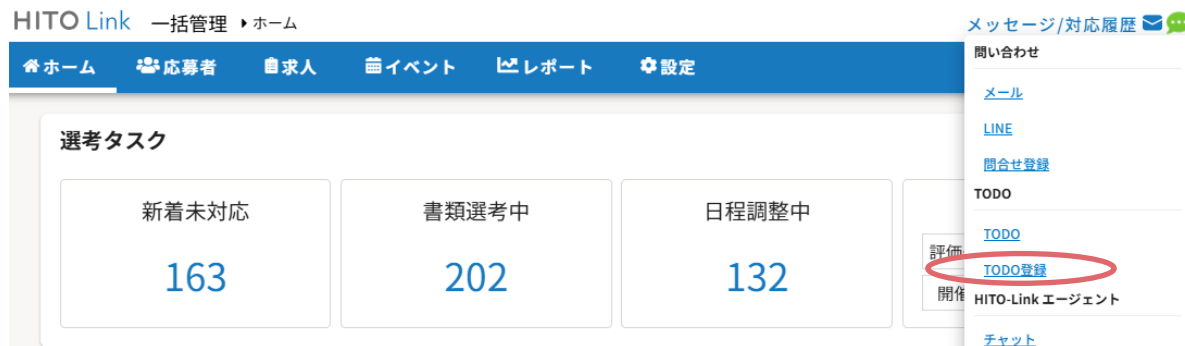 HITO Link 一括管理 ▶ ホーム
メッセージ/対応履歴
ホーム 応募者 求人 イベント レポート 設定
選考タスク
新着未対応
163
書類選考中
202
日程調整中
132
評価
開催
問い合わせ
メール
LINE
問合せ登録
TODO
TODO
TODO登録
HITO-Link エージェント
チャット